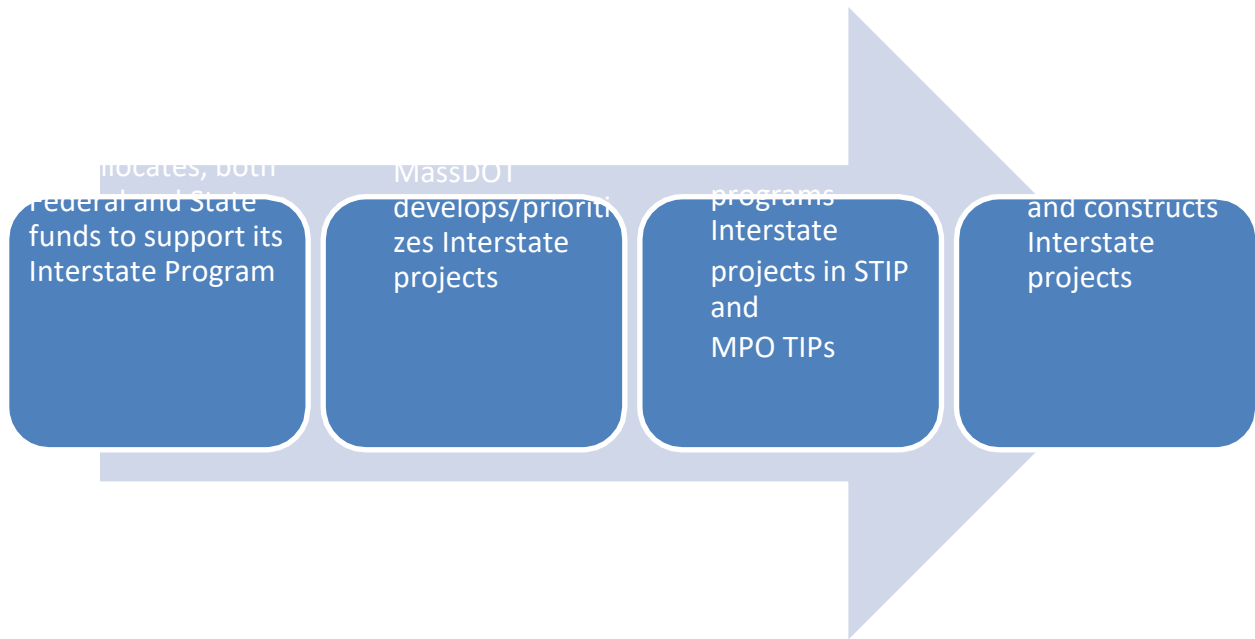 allocates, both
Federal and State
funds to support its
Interstate Program
MassDOT
develops/prioriti
zes Interstate
projects
programs
Interstate
projects in STIP
and
MPO TIPs
and constructs
Interstate
projects